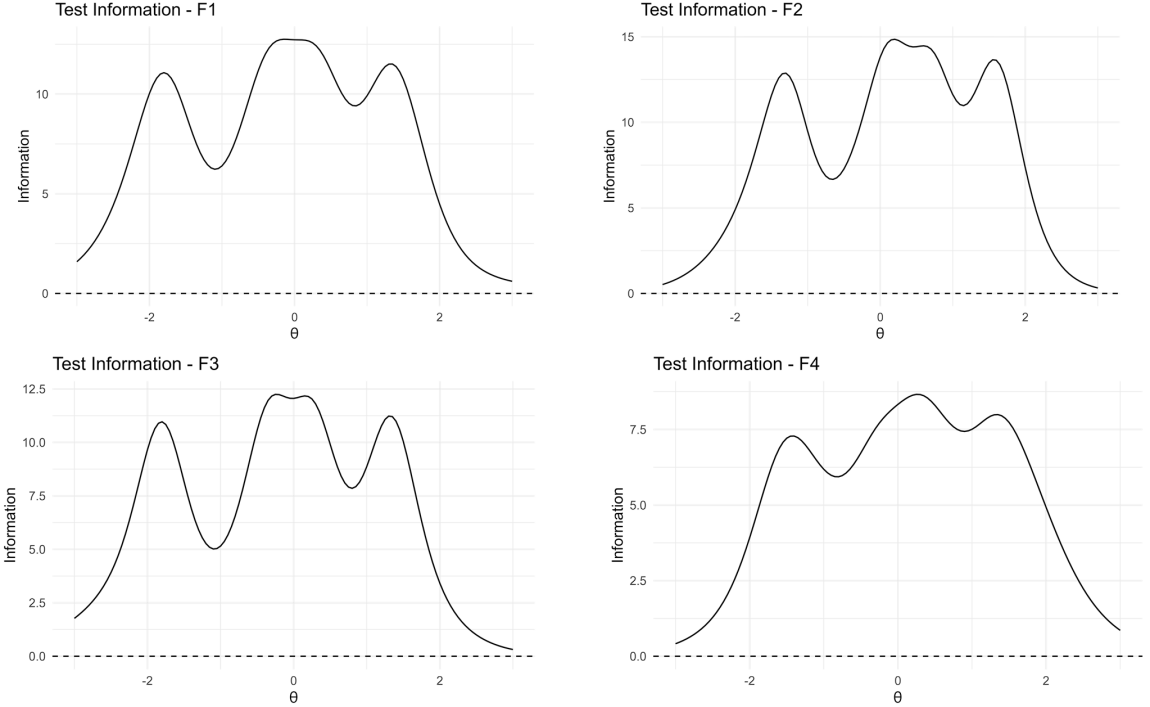 Test Information - F1
Information
10
5
0
-2 0 2
θ
Test Information - F2
Information
15
10
5
0
-2 0 2
θ
Test Information - F3
Information
12.5
10.0
7.5
5.0
2.5
0.0
-2 0 2
θ
Test Information - F4
Information
7.5
5.0
2.5
0.0
-2 0 2
θ